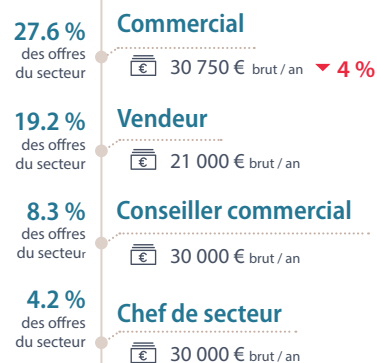 27.6 %
des offres
du secteur
Commercial
30 750 € brut / an ▼ 4 %
19.2 %
des offres
du secteur
Vendeur
21 000 € brut / an
8.3 %
des offres
du secteur
Conseiller commercial
30 000 € brut / an
4.2 %
des offres
du secteur
Chef de secteur
30 000 € brut / an